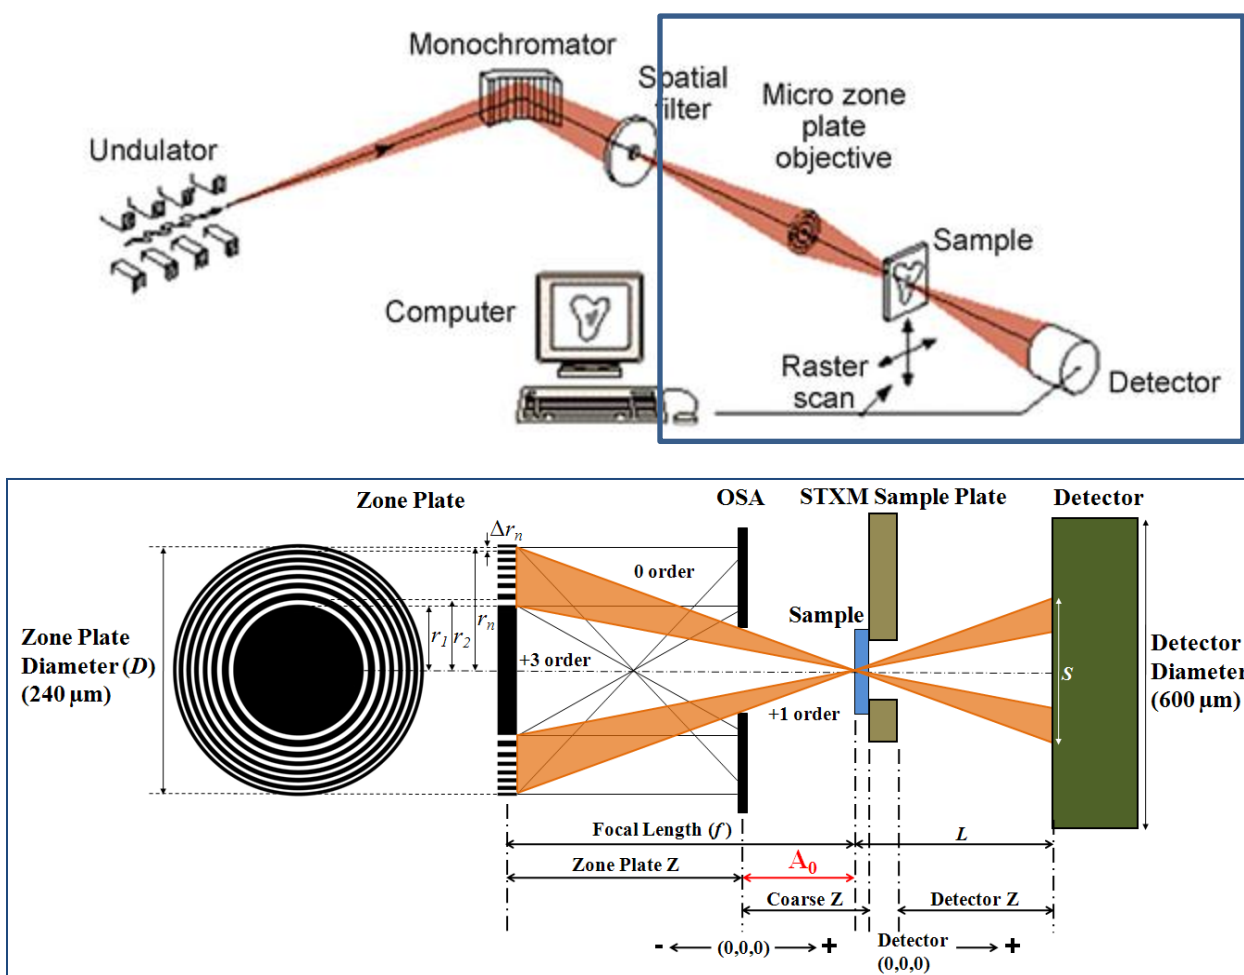 Monochromator
Spatial
filter
Micro zone
plate
objective
Undulator
Sample
Computer
Raster
scan
Detector
Zone Plate
OSA
STXM Sample Plate
Detector
Δrn
0 order
Sample
Zone Plate
Diameter (D)
(240 µm)
r1
r2
rn
+3 order
+1 order
S
Detector
Diameter
(600 µm)
Focal Length (f)
L
Zone Plate Z
A0
Coarse Z
Detector Z
- (0,0,0) +
Detector
(0,0,0)
+